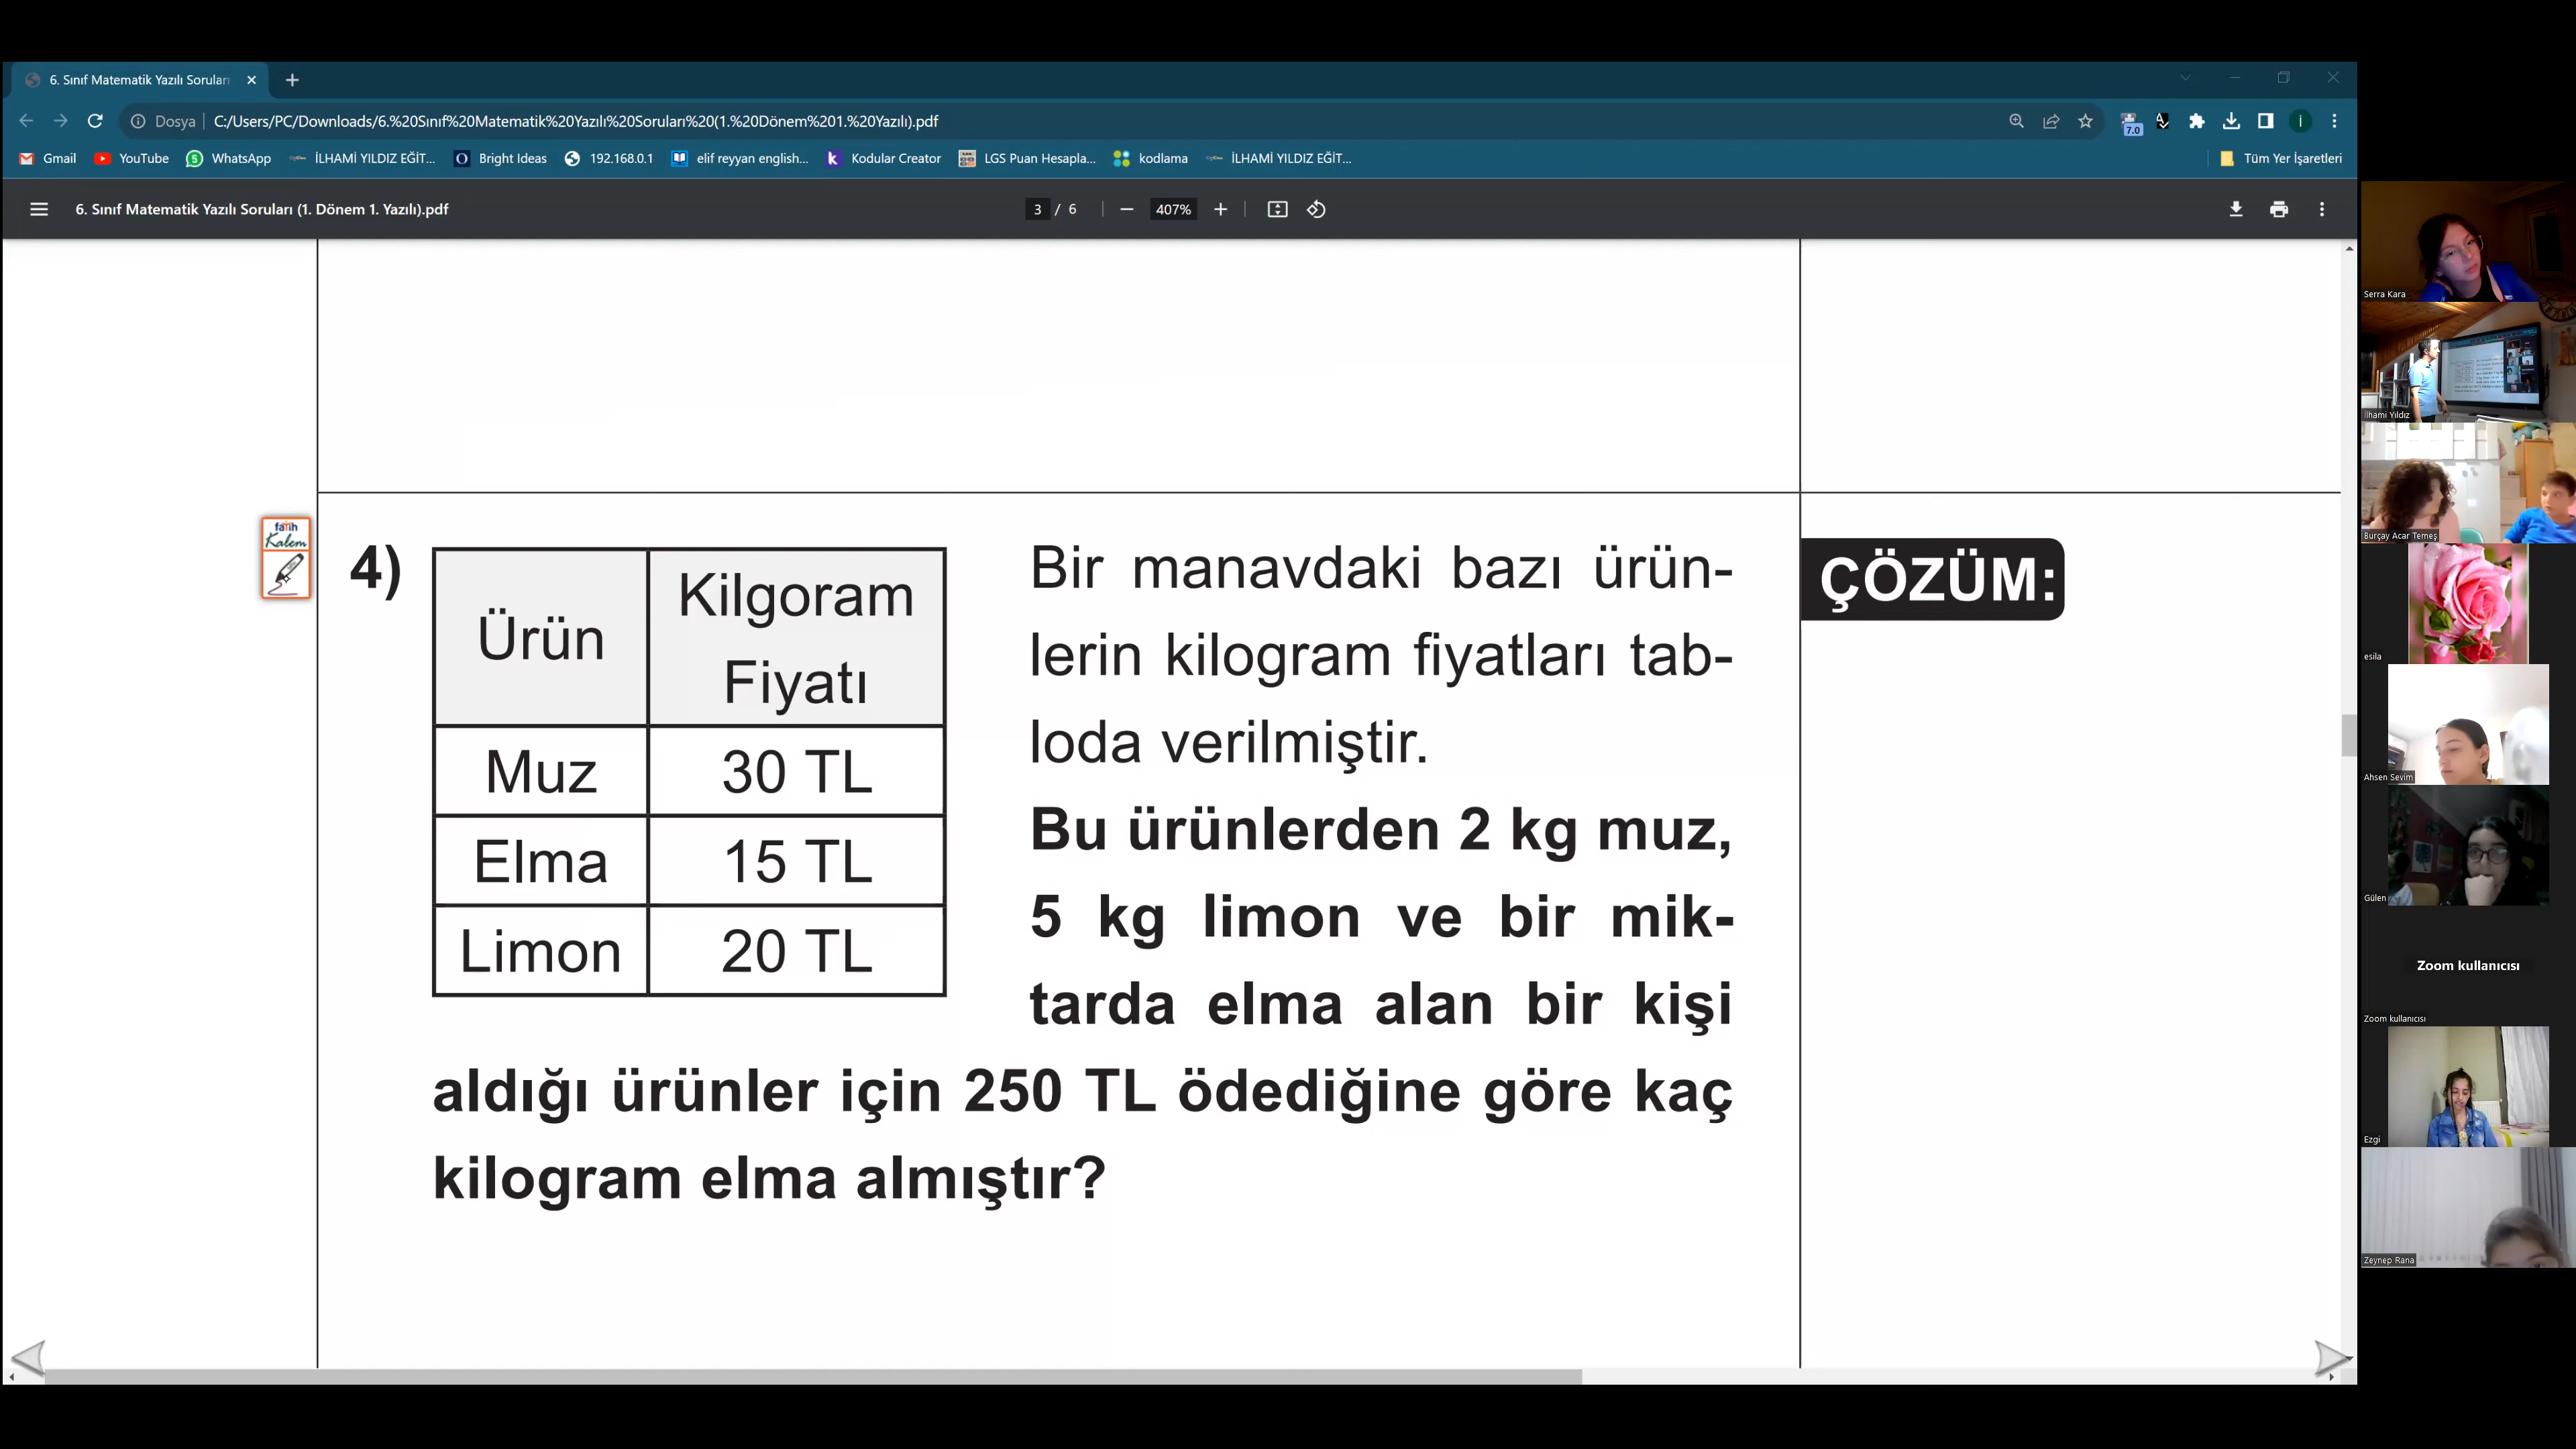 6. Sınıf Matematik Yazılı Soruları
Dosya
C:/Users/PC/Downloads/6.%20Sınıf%20Matematik%20Yazılı%20Soruları%20(1.%20Dönem%201.%20Yazılı).pdf
7.0
i
Gmail
YouTube
WhatsApp
İLHAMİ YILDIZ EĞİT...
Bright Ideas
192.168.0.1
elif reyyan english...
Kodular Creator
LGS Puan Hesapla...
kodlama
İLHAMİ YILDIZ EĞİT...
Tüm Yer İşaretleri
6. Sınıf Matematik Yazılı Soruları (1. Dönem 1. Yazılı).pdf
3 / 6
407%
fatih
Kalem
4)
Ürün
Kilgoram
Fiyatı
Muz 30 TL
Elma 15 TL
Limon 20 TL
Bir manavdaki bazı ürün-
lerin kilogram fiyatları tab-
loda verilmiştir.
Bu ürünlerden 2 kg muz,
5 kg limon ve bir mik-
tarda elma alan bir kişi
aldığı ürünler için 250 TL ödediğine göre kaç
kilogram elma almıştır?
ÇÖZÜM:
Serra Kara
İlhami Yıldız
Burçay Acar Temeş
esila
Ahsen Sevim
Gülen
Zoom kullanıcısı
Zoom kullanıcısı
Ezgi
Zeynep Rana